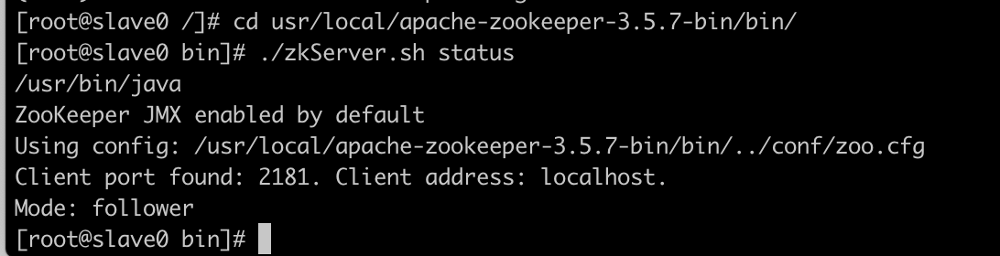 [root@slave0 /]# cd usr/local/apache-zookeeper-3.5.7-bin/bin/
[root@slave0 bin]# ./zkServer.sh status
/usr/bin/java
ZooKeeper JMX enabled by default
Using config: /usr/local/apache-zookeeper-3.5.7-bin/bin/../conf/zoo.cfg
Client port found: 2181. Client address: localhost.
Mode: follower
[root@slave0 bin]#